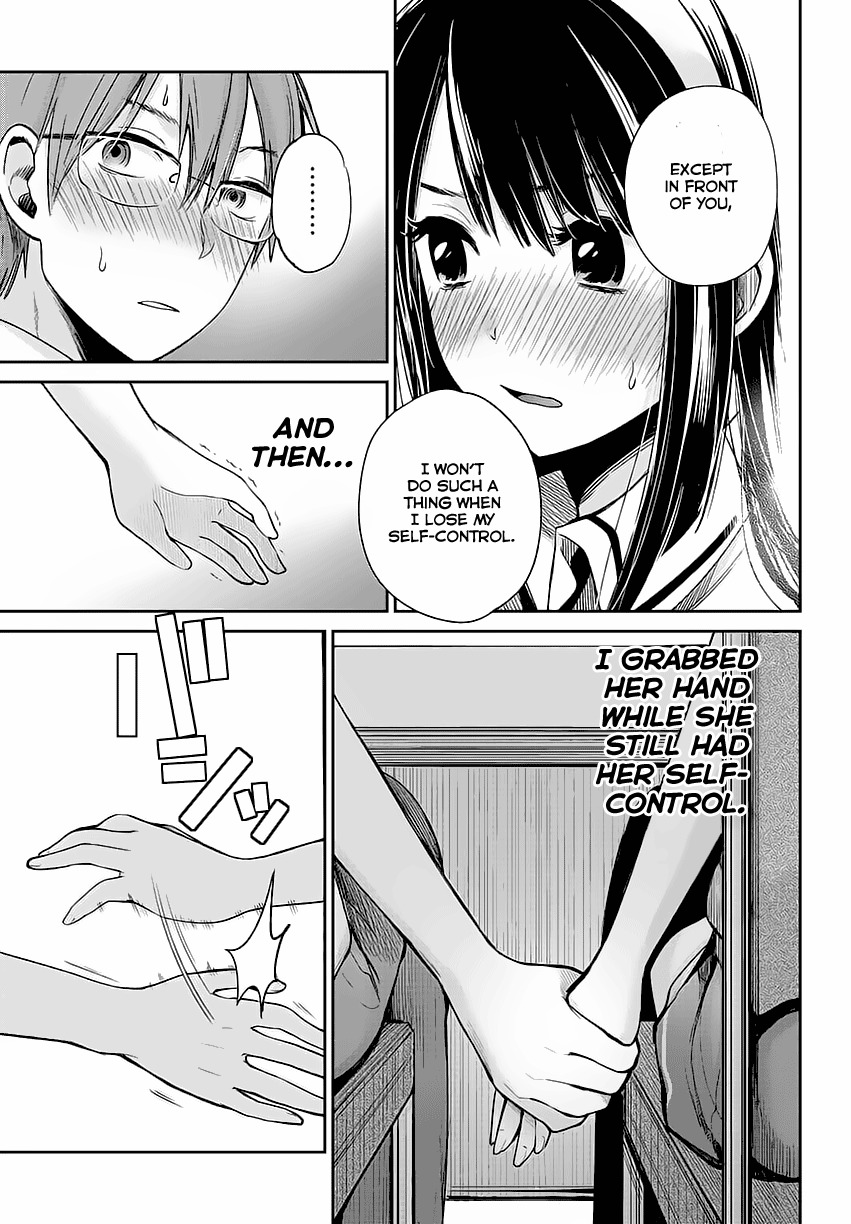 EXCEPT
IN FRONT
OF YOU,
I WON'T
DO SUCH A
THING WHEN
I LOSE MY
SELF-CONTROL.
………
AND
THEN...
I GRABBED
HER HAND
WHILE SHE
STILL HAD
HER SELF-
CONTROL.